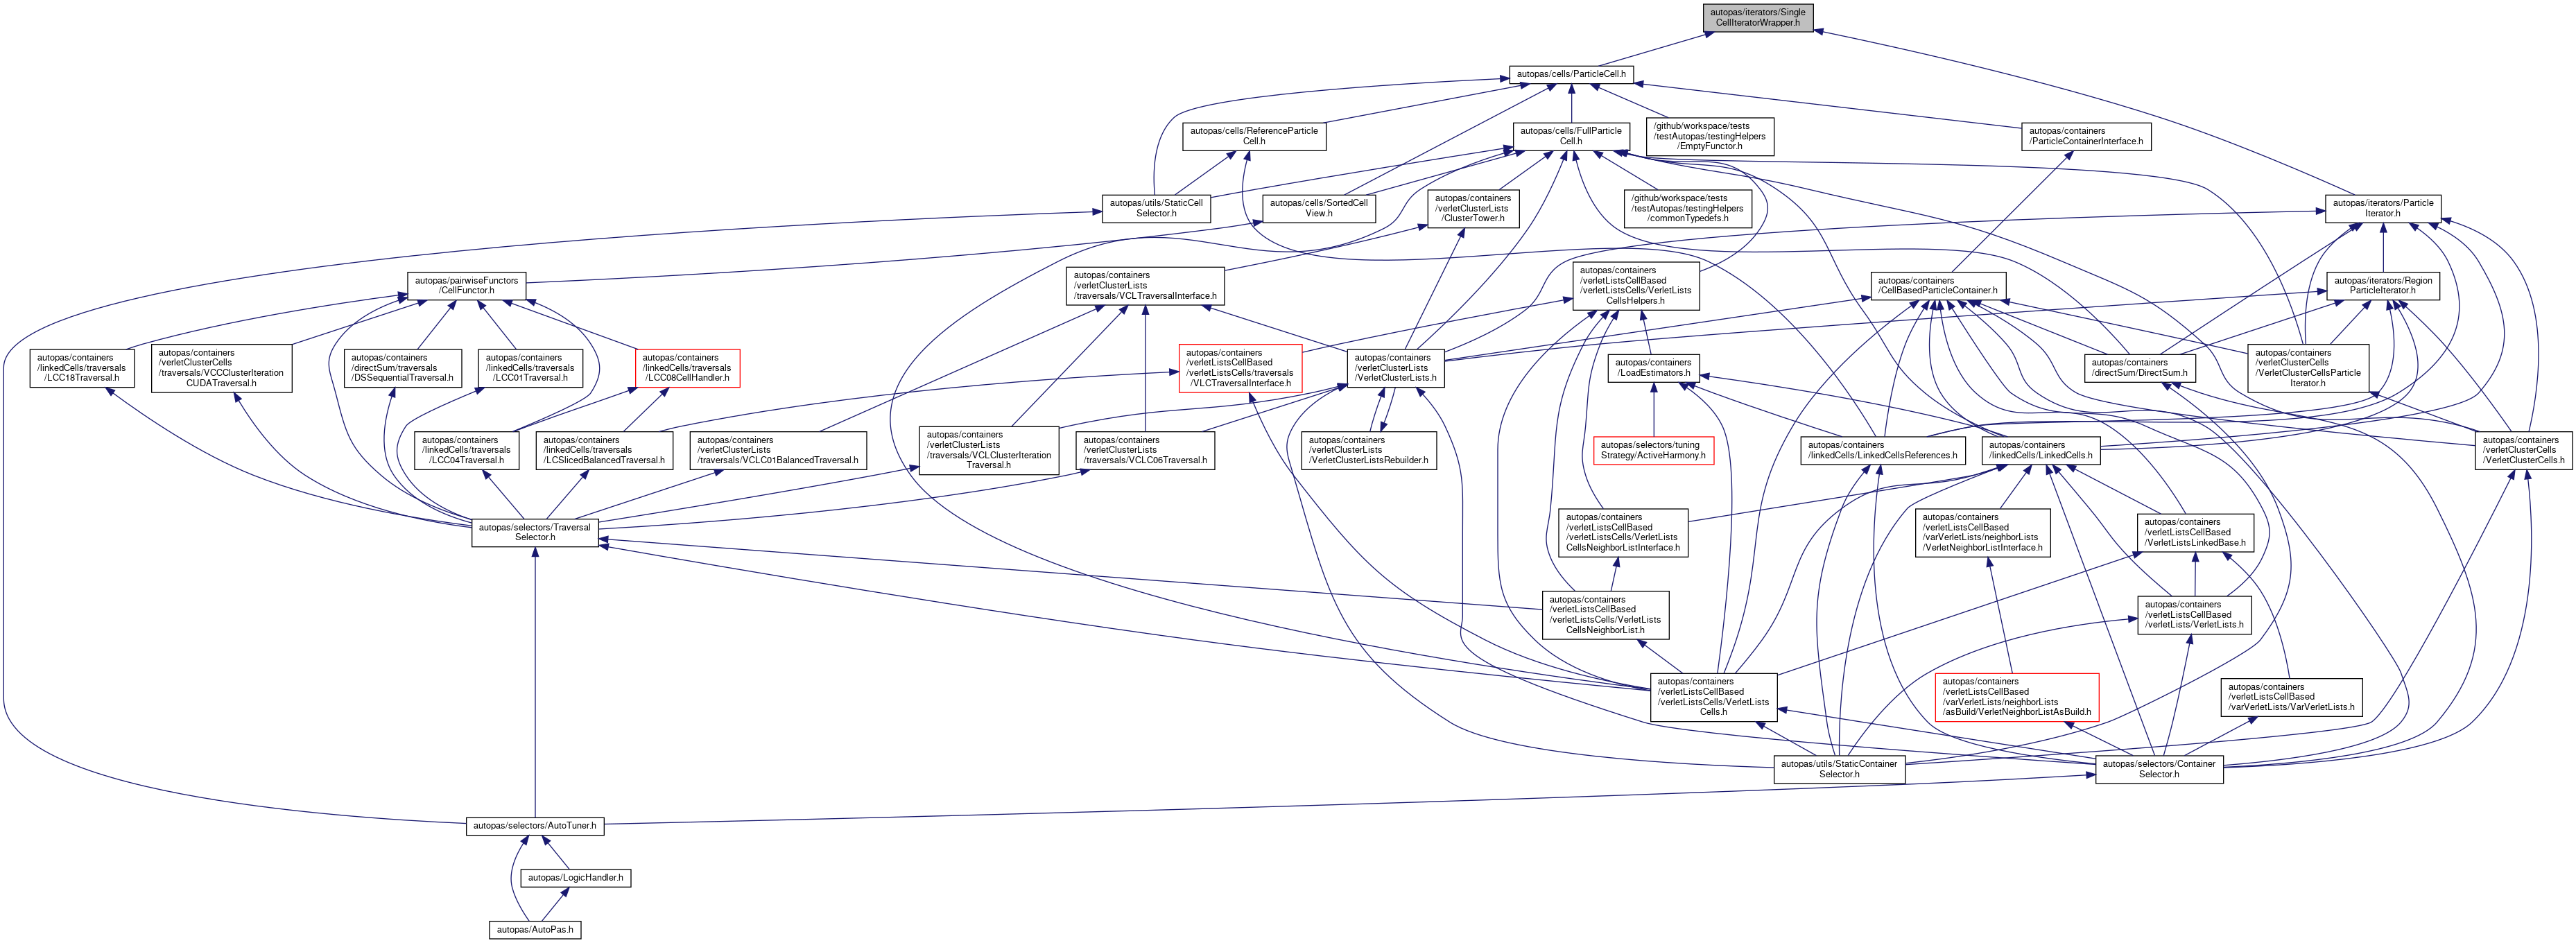 autopas/iterators/Single
CellIteratorWrapper.h
autopas/cells/ParticleCell.h
autopas/cells/ReferenceParticle
Cell.h
autopas/cells/FullParticle
Cell.h
/github/workspace/tests
/testAutopas/testingHelpers
/EmptyFunctor.h
autopas/containers
/ParticleContainerInterface.h
autopas/utils/StaticCell
Selector.h
autopas/cells/SortedCell
View.h
autopas/containers
/verletClusterLists
/ClusterTower.h
/github/workspace/tests
/testAutopas/testingHelpers
/commonTypedefs.h
autopas/iterators/Particle
Iterator.h
autopas/pairwiseFunctors
/CellFunctor.h
autopas/containers
/verletClusterLists
/traversals/VCLTraversalInterface.h
autopas/containers
/verletListsCellBased
/verletListsCells/VerletLists
CellsHelpers.h
autopas/containers
/CellBasedParticleContainer.h
autopas/iterators/Region
ParticleIterator.h
autopas/containers
/linkedCells/traversals
/LCC18Traversal.h
autopas/containers
/verletClusterCells
/traversals/VCCClusterIteration
CUDATraversal.h
autopas/containers
/directSum/traversals
/DSSequentialTraversal.h
autopas/containers
/linkedCells/traversals
/LCC01Traversal.h
autopas/containers
/linkedCells/traversals
/LCC08CellHandler.h
autopas/containers
/verletListsCellBased
/verletListsCells/traversals
/VLCTraversalInterface.h
autopas/containers
/verletClusterLists
/VerletClusterLists.h
autopas/containers
/LoadEstimators.h
autopas/containers
/directSum/DirectSum.h
autopas/containers
/verletClusterCells
/VerletClusterCellsParticle
Iterator.h
autopas/containers
/linkedCells/traversals
/LCC04Traversal.h
autopas/containers
/linkedCells/traversals
/LCSlicedBalancedTraversal.h
autopas/containers
/verletClusterLists
/traversals/VCLC01BalancedTraversal.h
autopas/containers
/verletClusterLists
/traversals/VCLClusterIteration
Traversal.h
autopas/containers
/verletClusterLists
/traversals/VCLC06Traversal.h
autopas/containers
/verletClusterLists
/VerletClusterListsRebuilder.h
autopas/selectors/tuning
Strategy/ActiveHarmony.h
autopas/containers
/linkedCells/LinkedCellsReferences.h
autopas/containers
/linkedCells/LinkedCells.h
autopas/containers
/verletClusterCells
/VerletClusterCells.h
autopas/selectors/Traversal
Selector.h
autopas/containers
/verletListsCellBased
/verletListsCells/VerletLists
CellsNeighborListInterface.h
autopas/containers
/verletListsCellBased
/varVerletLists/neighborLists
/VerletNeighborListInterface.h
autopas/containers
/verletListsCellBased
/VerletListsLinkedBase.h
autopas/containers
/verletListsCellBased
/verletListsCells/VerletLists
CellsNeighborList.h
autopas/containers
/verletListsCellBased
/verletLists/VerletLists.h
autopas/containers
/verletListsCellBased
/verletListsCells/VerletLists
Cells.h
autopas/containers
/verletListsCellBased
/varVerletLists/neighborLists
/asBuild/VerletNeighborListAsBuild.h
autopas/containers
/verletListsCellBased
/varVerletLists/VarVerletLists.h
autopas/utils/StaticContainer
Selector.h
autopas/selectors/Container
Selector.h
autopas/selectors/AutoTuner.h
autopas/LogicHandler.h
autopas/AutoPas.h